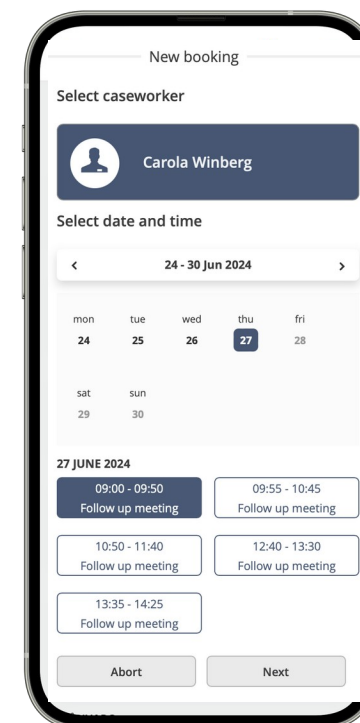 New booking
Select caseworker
Carola Winberg
Select date and time
24 - 30 Jun 2024
mon tue wed thu fri
24 25 26 27 28
sat sun
29 30
27 JUNE 2024
09:00 - 09:50 09:55 - 10:45
Follow up meeting Follow up meeting
10:50 - 11:40 12:40 - 13:30
Follow up meeting Follow up meeting
13:35 - 14:25
Follow up meeting
Abort Next